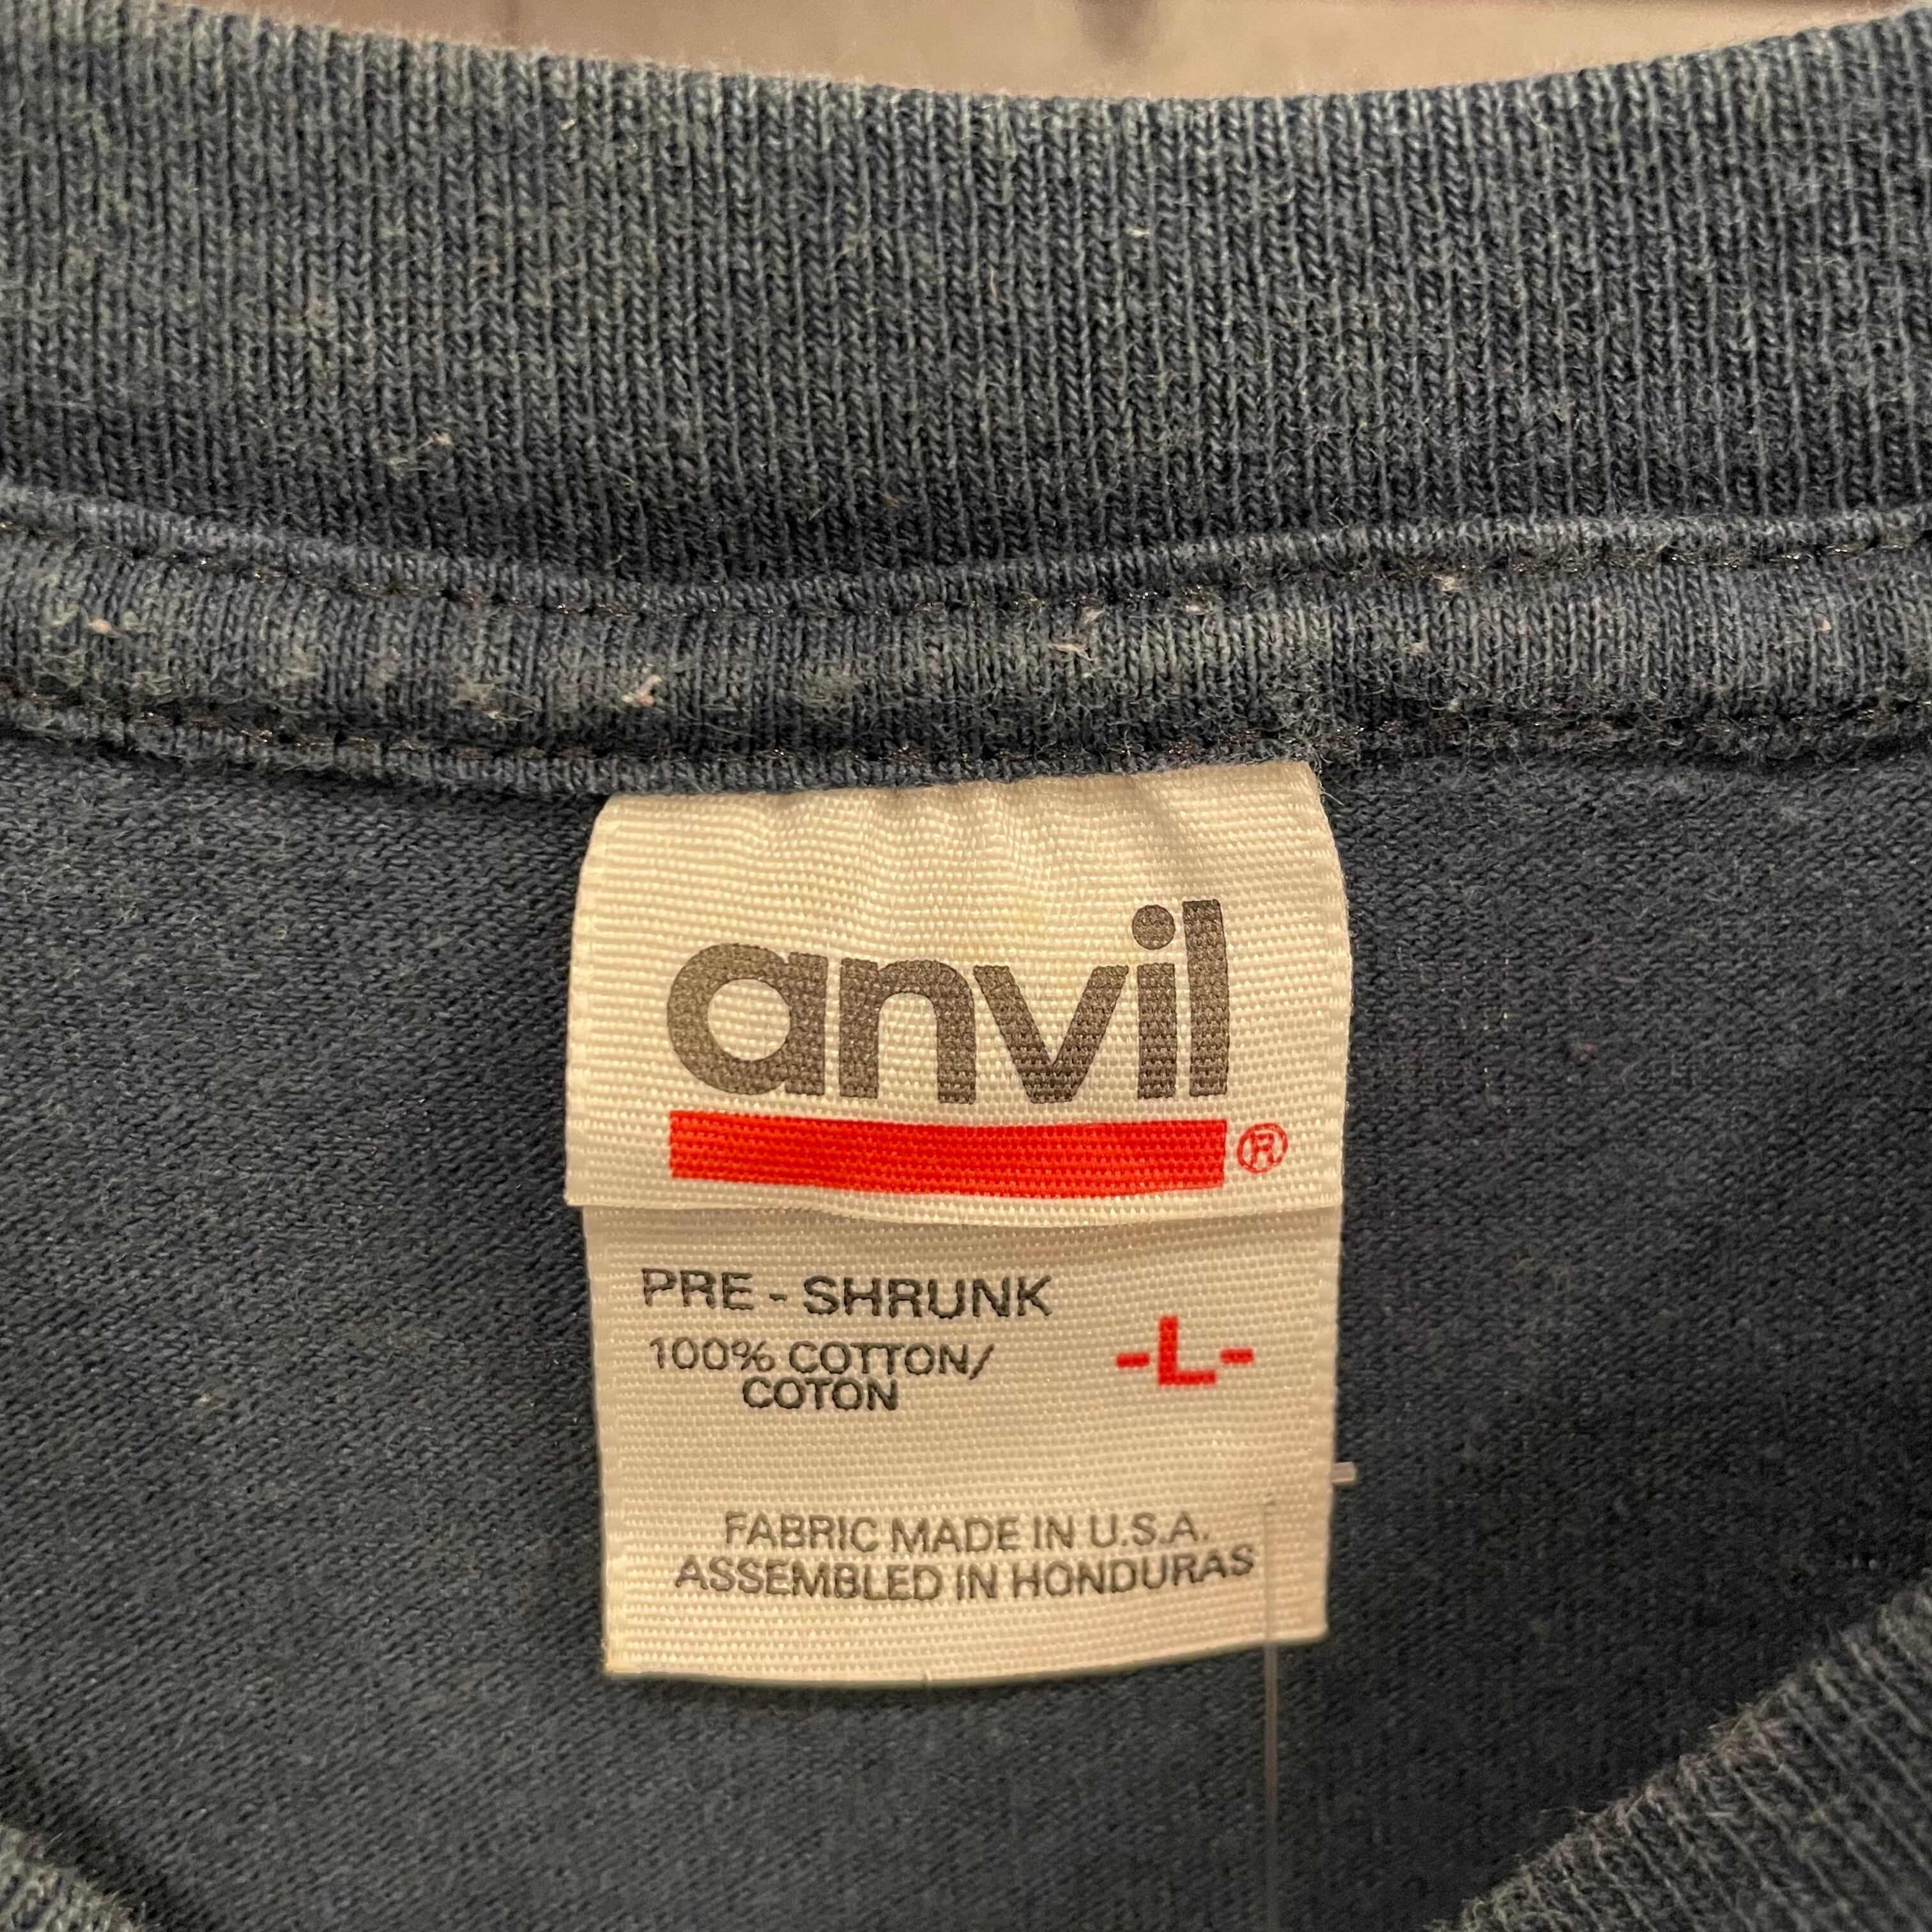 anvil
®
PRE - SHRUNK
100% COTTON/
COTON
-L-
FABRIC MADE IN U.S.A.
ASSEMBLED IN HONDURAS